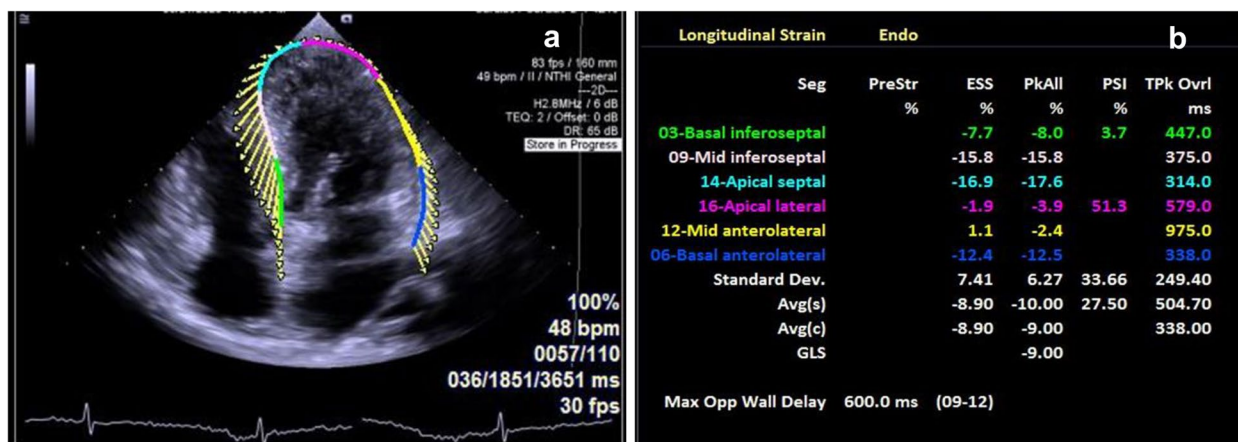 a
83 fps / 160 mm
49 bpm / II / NTHI General
---2D---
H2.8MHz / 6 dB
TEQ: 2 / Offset: 0 dB
DR: 65 dB
Store in Progress
100%
48 bpm
0057/110
036/1851/3651 ms
30 fps
Longitudinal Strain Endo b
Seg PreStr ESS PkAll PSI TPk Ovrl
% % % % ms
03-Basal inferoseptal -7.7 -8.0 3.7 447.0
09-Mid inferoseptal -15.8 -15.8 375.0
14-Apical septal -16.9 -17.6 314.0
16-Apical lateral -1.9 -3.9 51.3 579.0
12-Mid anterolateral 1.1 -2.4 975.0
06-Basal anterolateral -12.4 -12.5 338.0
Standard Dev. 7.41 6.27 33.66 249.40
Avg(s) -8.90 -10.00 27.50 504.70
Avg(c) -8.90 -9.00 338.00
GLS -9.00
Max Opp Wall Delay 600.0 ms (09-12)